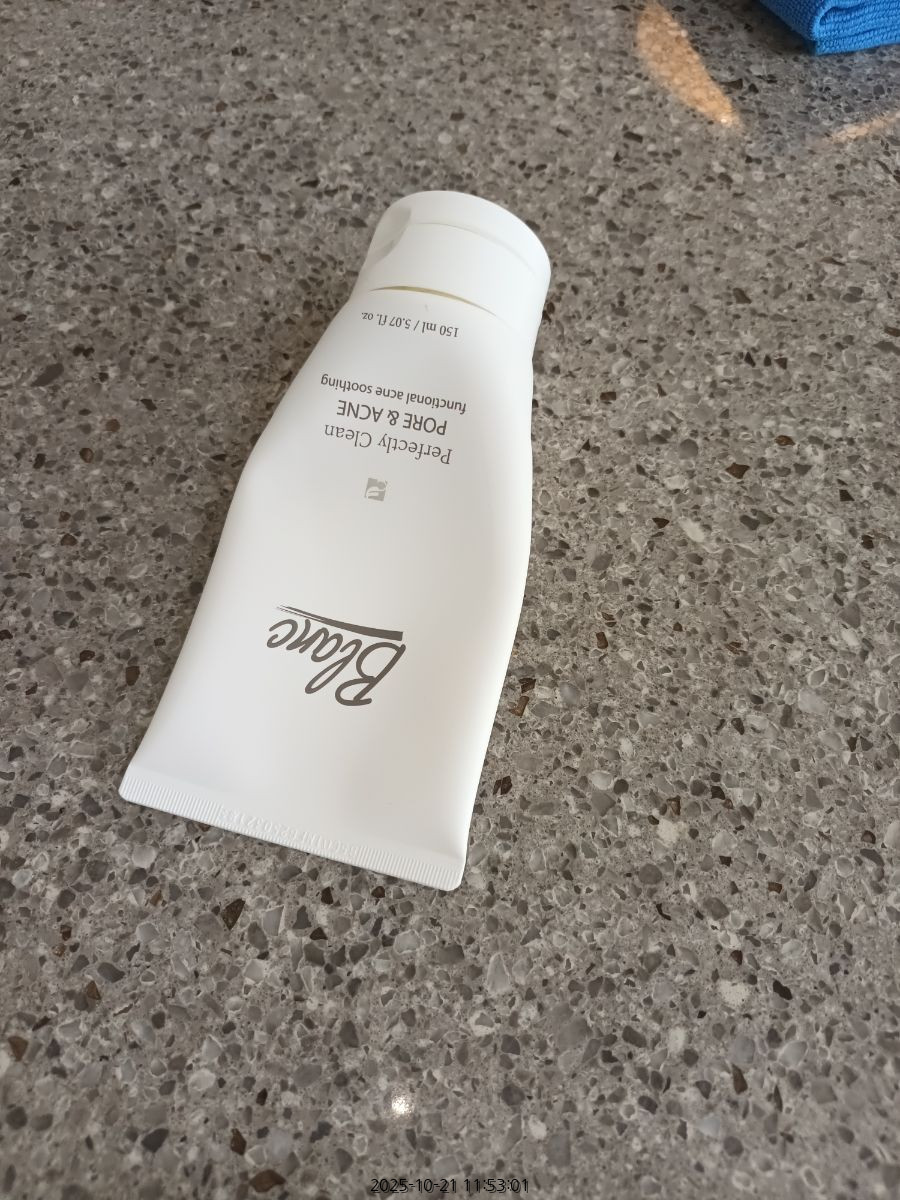 Blanc
Perfectly Clean
PORE & ACNE
functional acne soothing
150 ml / 5.07 fl. oz.
2025-10-21 11:53:01